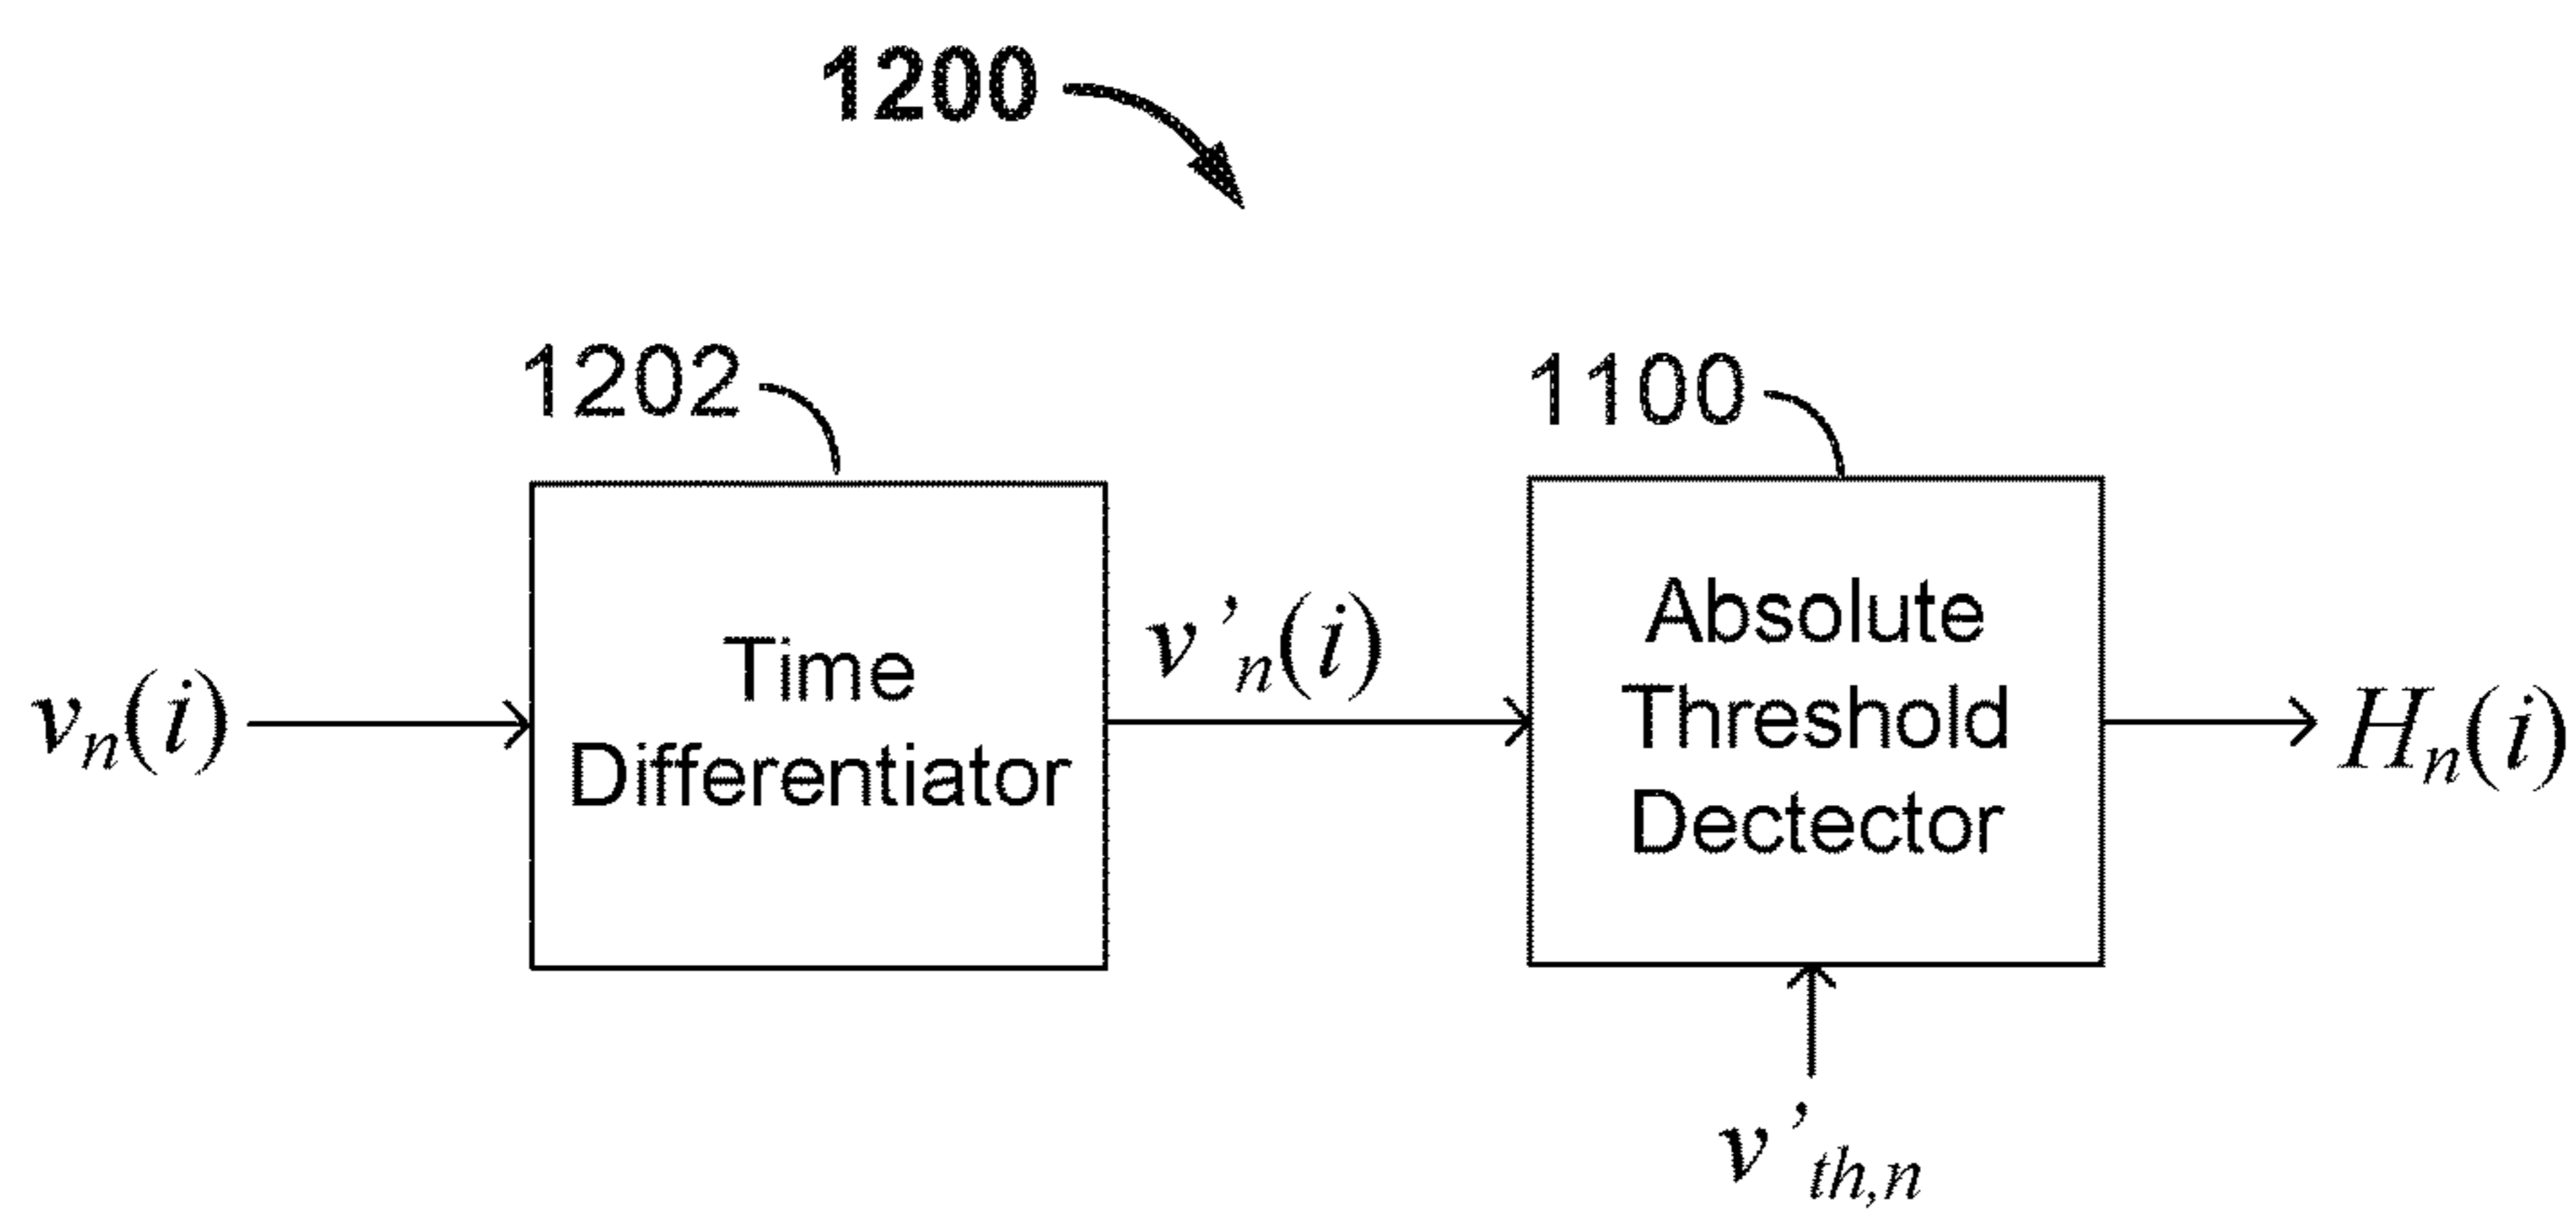 1200
1202
1100
Time
Differentiator
Absolute
Threshold
Dectector
vn(i)
v’n(i)
Hn(i)
v’th,n